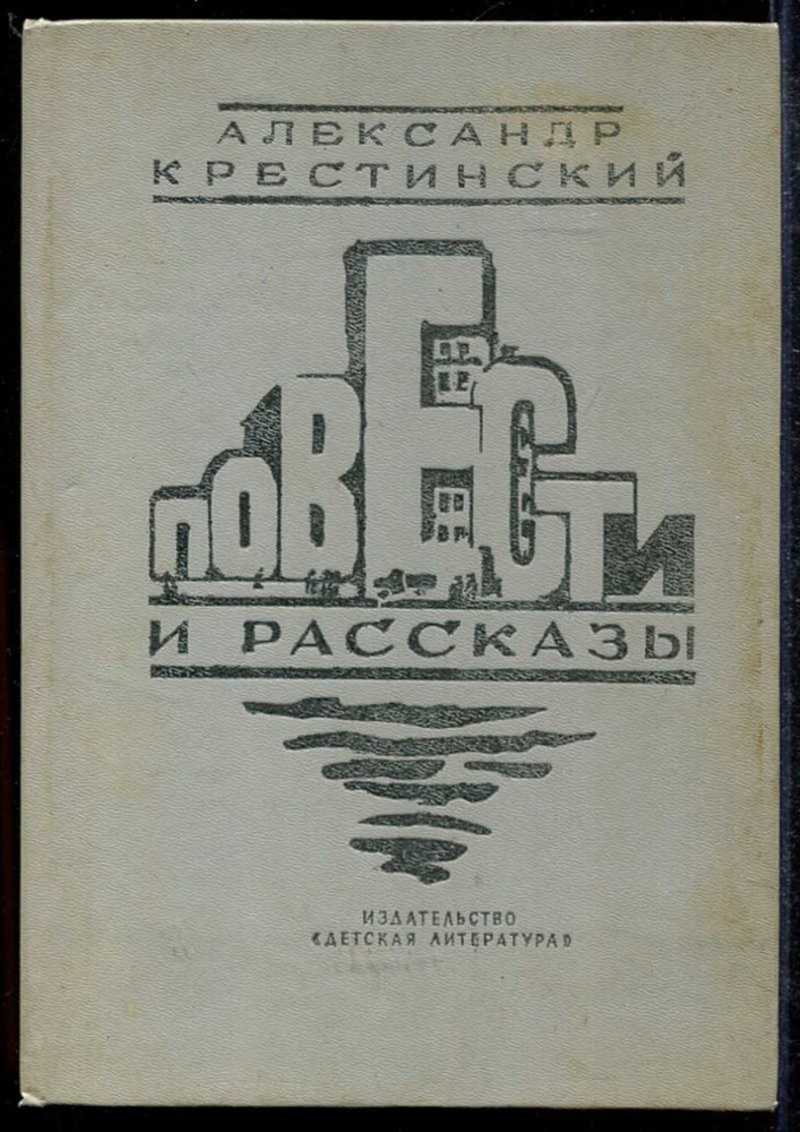 АЛЕКСАНДР
КРЕСТИНСКИЙ
ПОВЕСТИ
И РАССКАЗЫ
ИЗДАТЕЛЬСТВО
«ДЕТСКАЯ ЛИТЕРАТУРА»